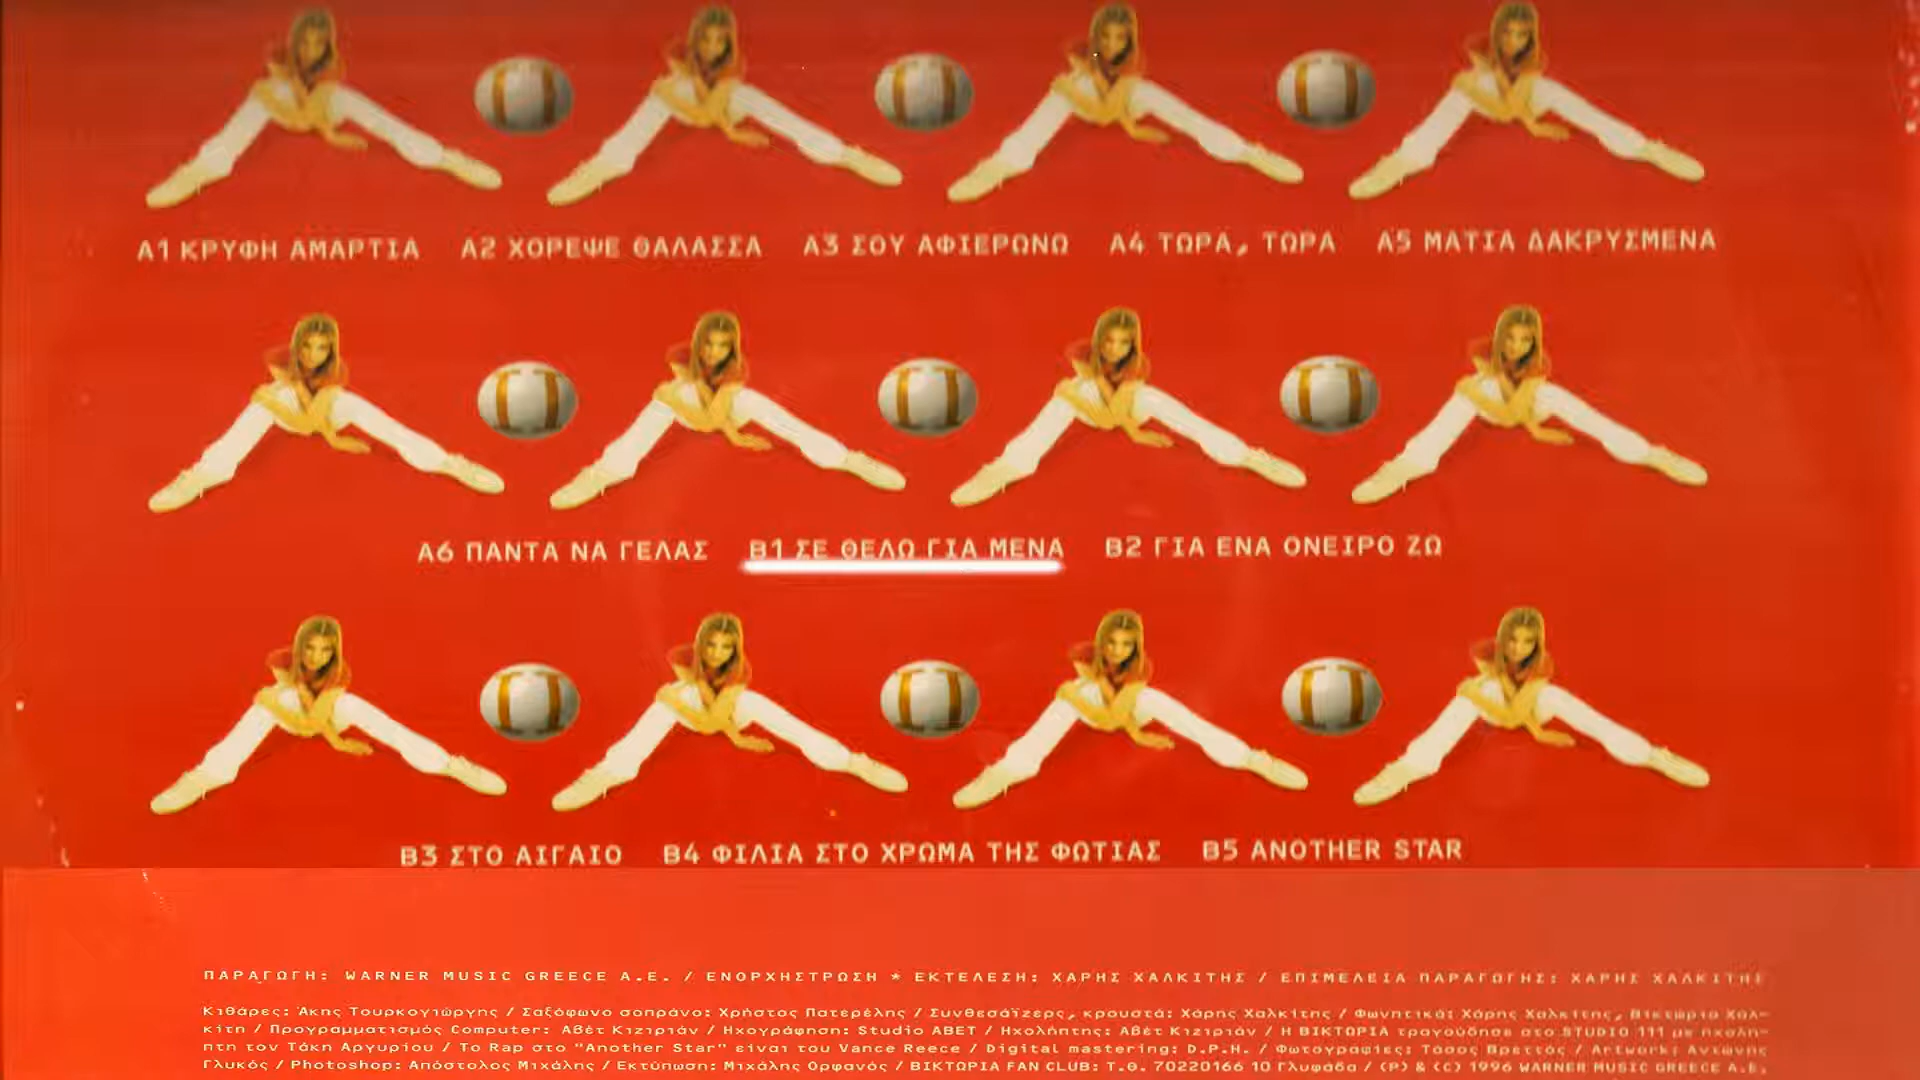 Α1 ΚΡΥΦΗ ΑΜΑΡΤΙΑ Α2 ΧΟΡΕΨΕ ΘΑΛΑΣΣΑ Α3 ΣΟΥ ΑΦΙΕΡΩΝΩ Α4 ΤΩΡΑ, ΤΩΡΑ Α5 ΜΑΤΙΑ ΔΑΚΡΥΣΜΕΝΑ
Α6 ΠΑΝΤΑ ΝΑ ΓΕΛΑΣ Β1 ΣΕ ΘΕΛΩ ΓΙΑ ΜΕΝΑ Β2 ΓΙΑ ΕΝΑ ΟΝΕΙΡΟ ΖΩ
Β3 ΣΤΟ ΑΙΓΑΙΟ Β4 ΦΙΛΙΑ ΣΤΟ ΧΡΩΜΑ ΤΗΣ ΦΩΤΙΑΣ Β5 ANOTHER STAR
ΠΑΡΑΓΩΓΗ: WARNER MUSIC GREECE A.E. / ΕΝΟΡΧΗΣΤΡΩΣΗ * ΕΚΤΕΛΕΣΗ: ΧΑΡΗΣ ΧΑΛΚΙΤΗΣ / ΕΠΙΜΕΛΕΙΑ ΠΑΡΑΓΩΓΗΣ: ΧΑΡΗΣ ΧΑΛΚΙΤΗΣ
Κιθάρες: Άκης Τουρκογιώργης / Σαξόφωνο σοπράνο: Χρήστος Πατερέλης / Συνθεσάϊζερς, κρουστά: Χάρης Χαλκίτης / Φωνητικά: Χάρης Χαλκίτης, Βικτώρια Χαλ-
κίτη / Προγραμματισμός Computer: Αβέτ Κιζιριάν / Ηχογράφηση: Studio ABET / Ηχολήπτης: Αβέτ Κιζιριάν / Η ΒΙΚΤΩΡΙΑ τραγούδησε στο STUDIO 111 με ηχολή-
πτη τον Τάκη Αργυρίου / Το Rap στο "Another Star" είναι του Vance Reece / Digital mastering: D.P.H. / Φωτογραφίες: Τάσος Βρεττός / Artwork: Αντώνης
Γλυκός / Photoshop: Απόστολος Μιχάλης / Εκτύπωση: Μιχάλης Ορφανός / ΒΙΚΤΩΡΙΑ FAN CLUB: Τ.Θ. 70220166 10 Γλυφάδα / (P) & (C) 1996 WARNER MUSIC GREECE A.E.